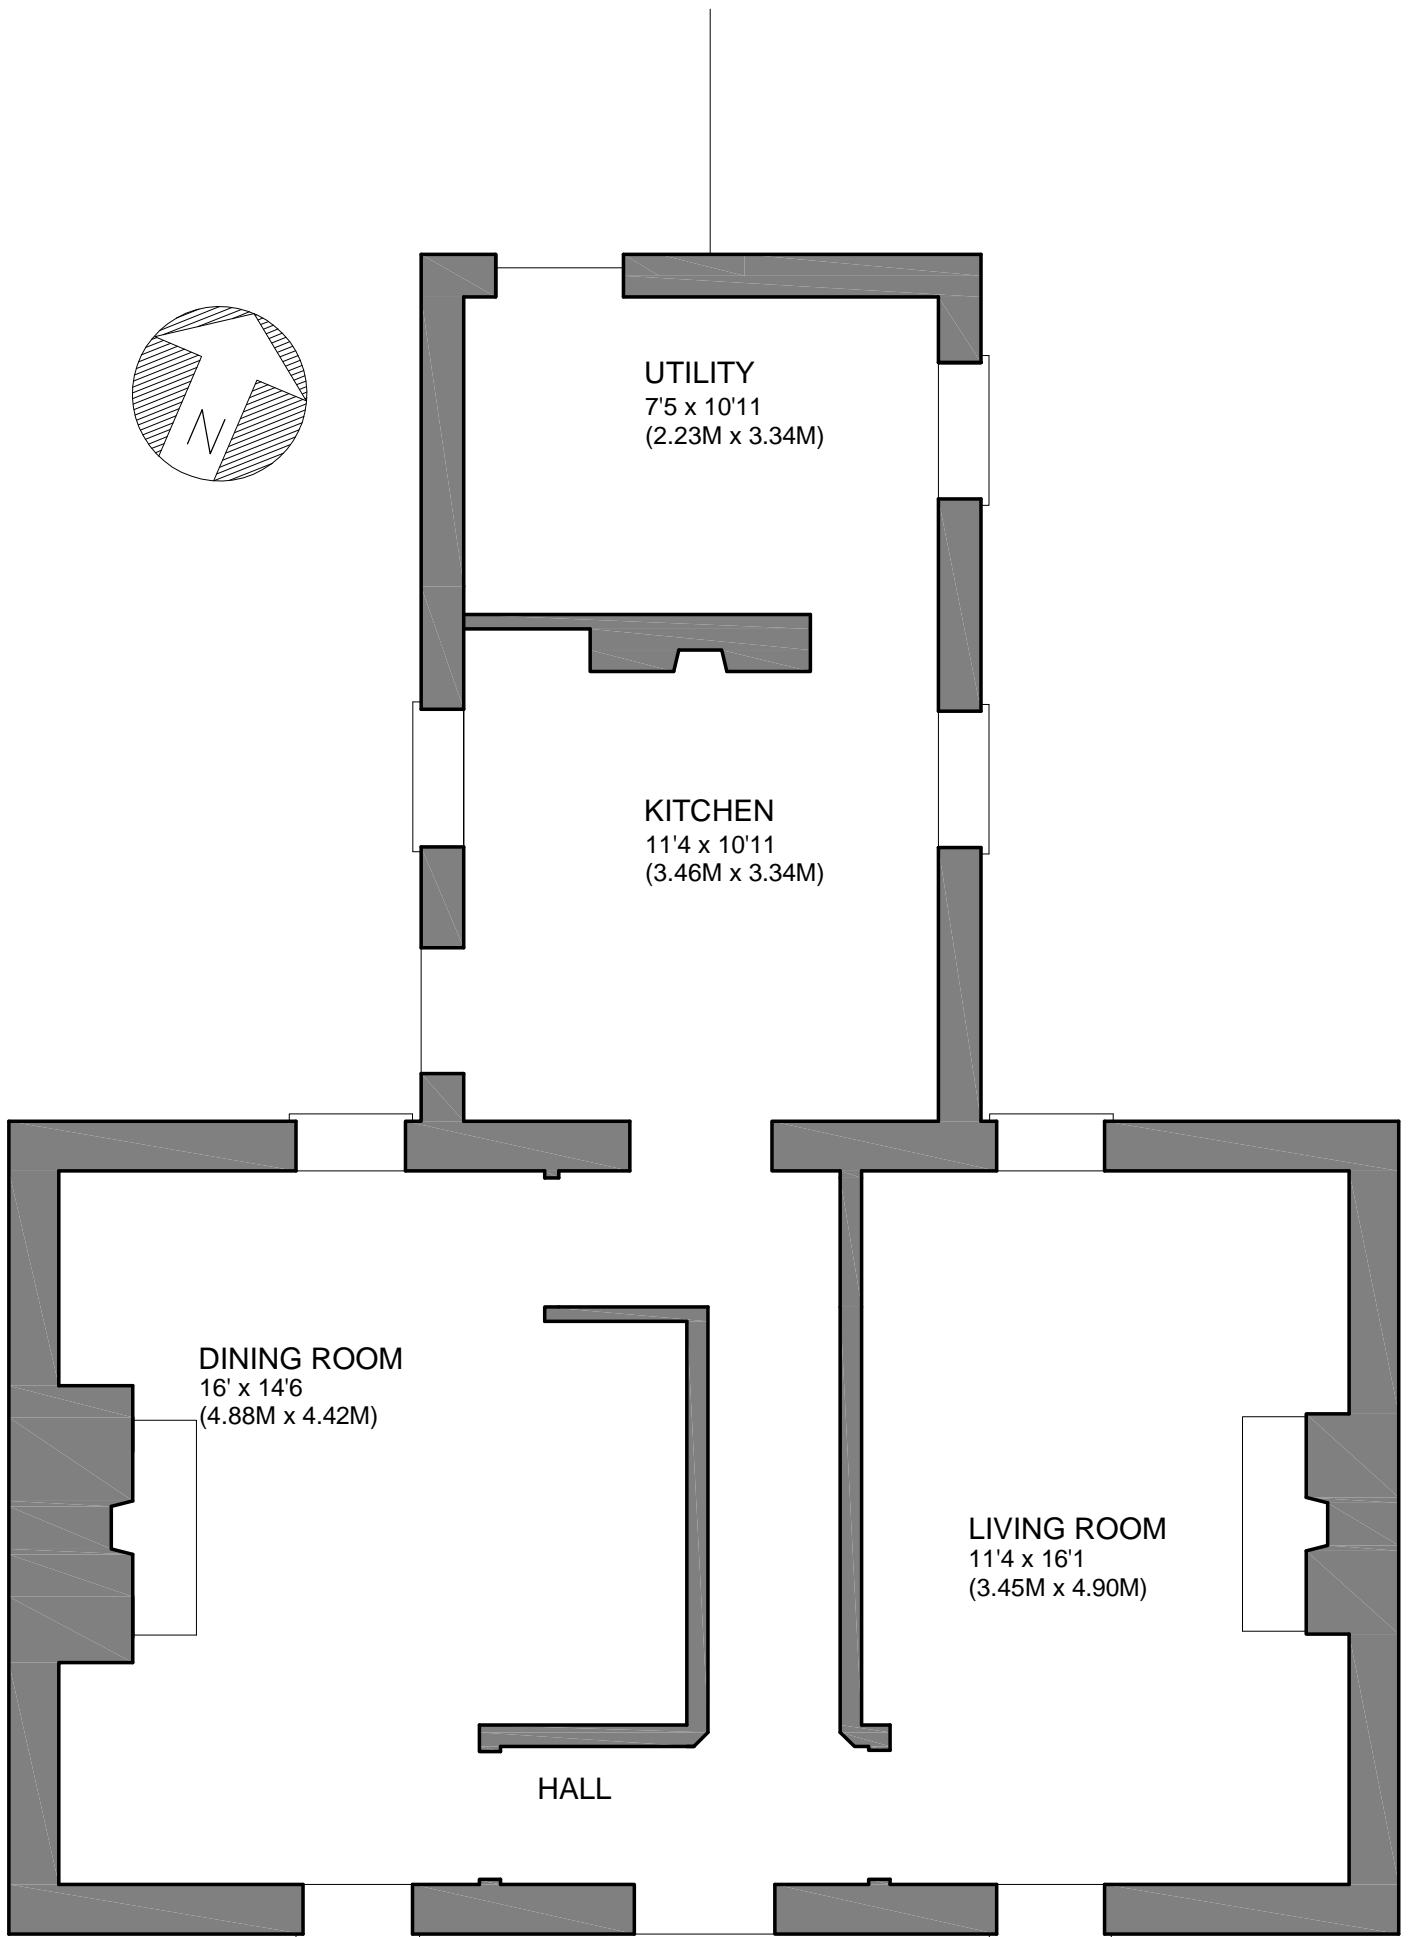 UTILITY
7'5 x 10'11
(2.23M x 3.34M)
N
KITCHEN
11'4 x 10'11
(3.46M x 3.34M)
DINING ROOM
16' x 14'6
(4.88M x 4.42M)
LIVING ROOM
11'4 x 16'1
(3.45M x 4.90M)
HALL